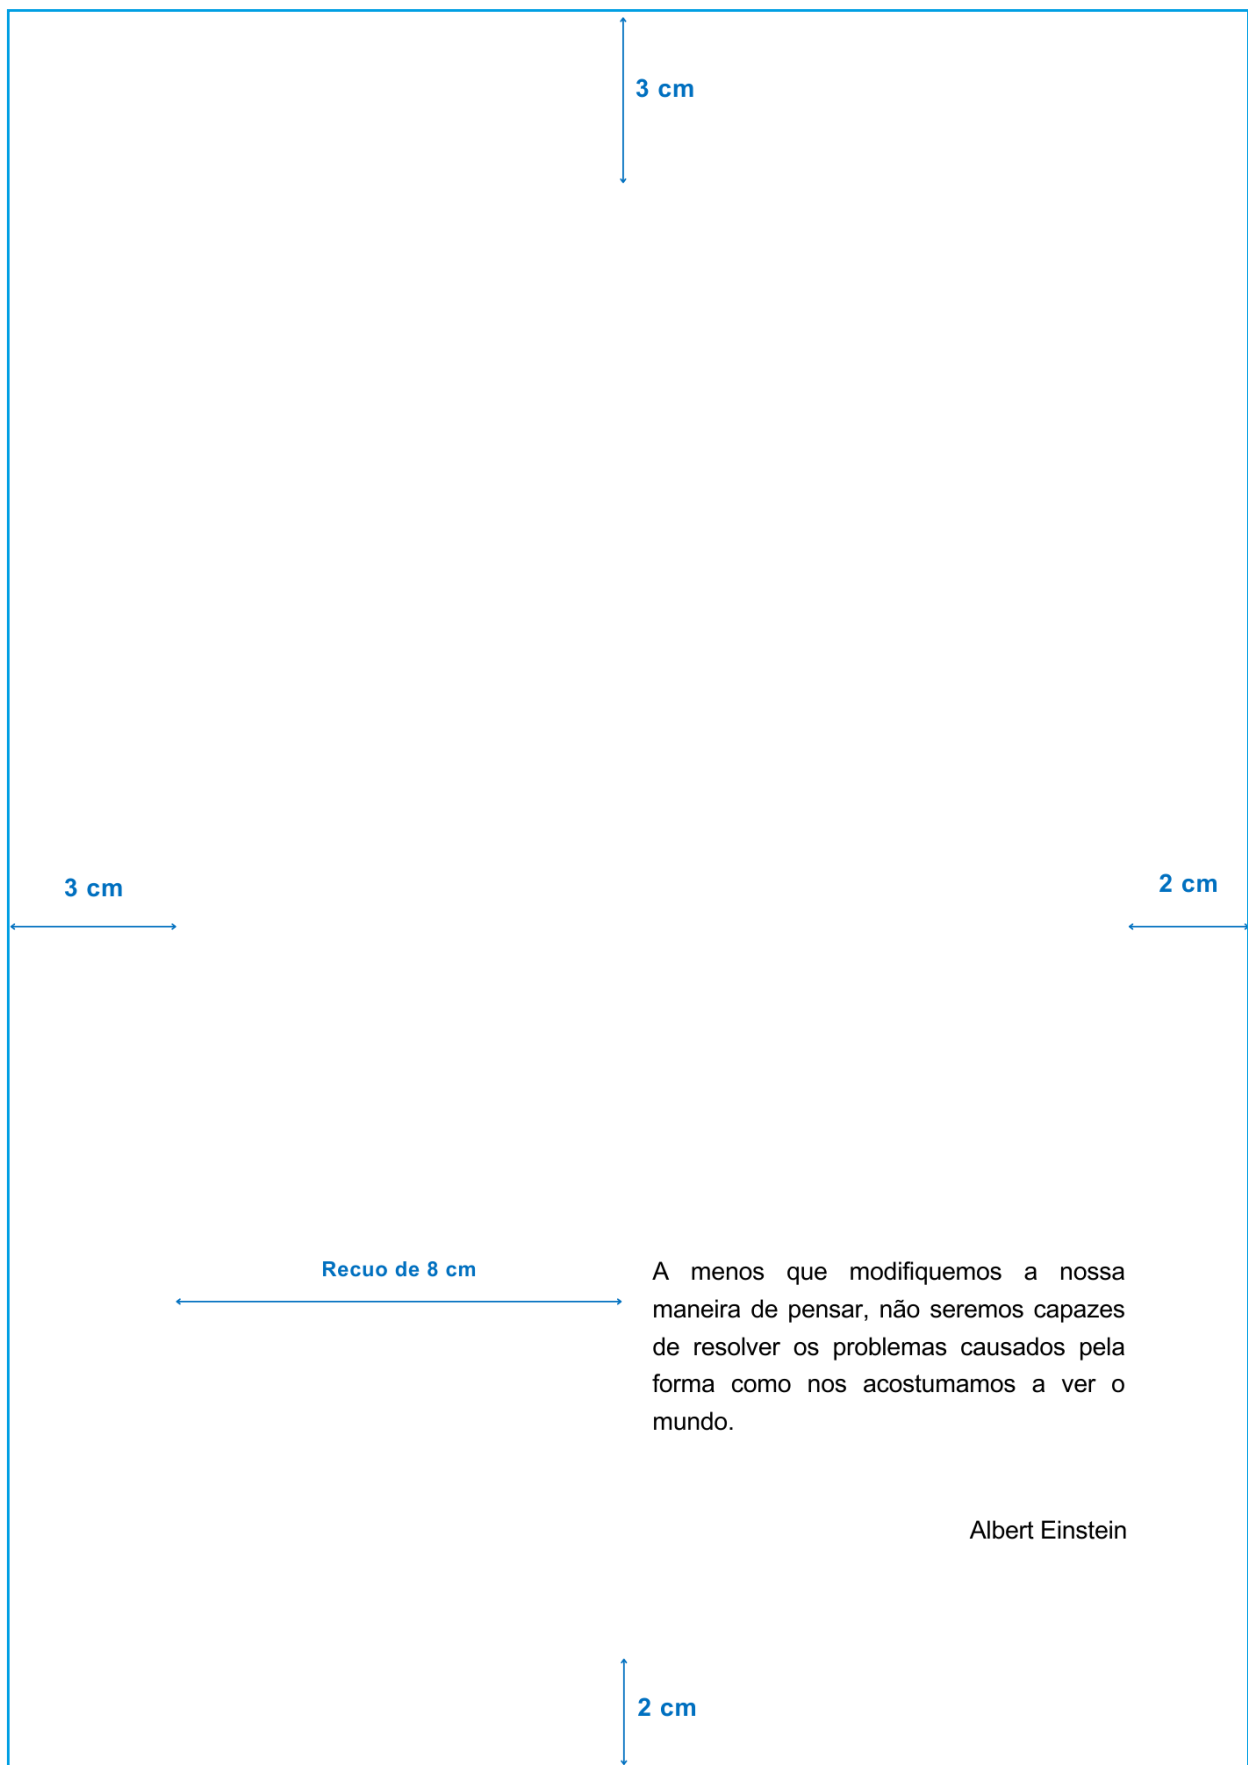 3 cm
3 cm
2 cm
Recuo de 8 cm
A menos que modifiquemos a nossa
maneira de pensar, não seremos capazes
de resolver os problemas causados pela
forma como nos acostumamos a ver o
mundo.
Albert Einstein
2 cm